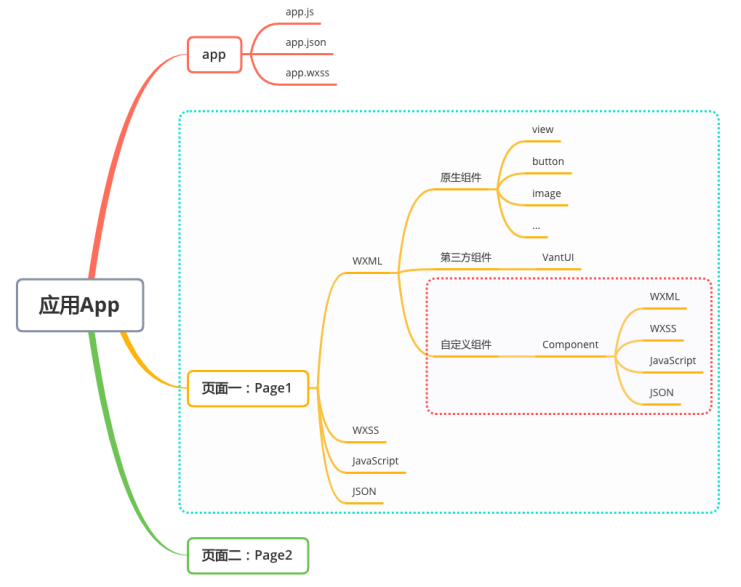 应用App
app
app.js
app.json
app.wxss
页面一：Page1
WXML
原生组件
view
button
image
...
第三方组件
VantUI
自定义组件
Component
WXML
WXSS
JavaScript
JSON
WXSS
JavaScript
JSON
页面二：Page2